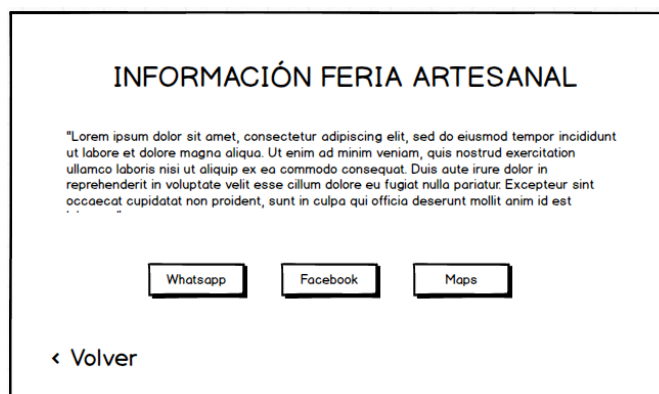 INFORMACIÓN FERIA ARTESANAL
"Lorem ipsum dolor sit amet, consectetur adipiscing elit, sed do eiusmod tempor incididunt
ut labore et dolore magna aliqua. Ut enim ad minim veniam, quis nostrud exercitation
ullamco laboris nisi ut aliquip ex ea commodo consequat. Duis aute irure dolor in
reprehenderit in voluptate velit esse cillum dolore eu fugiat nulla pariatur. Excepteur sint
occaecat cupidatat non proident, sunt in culpa qui officia deserunt mollit anim id est
Whatsapp
Facebook
Maps
< Volver